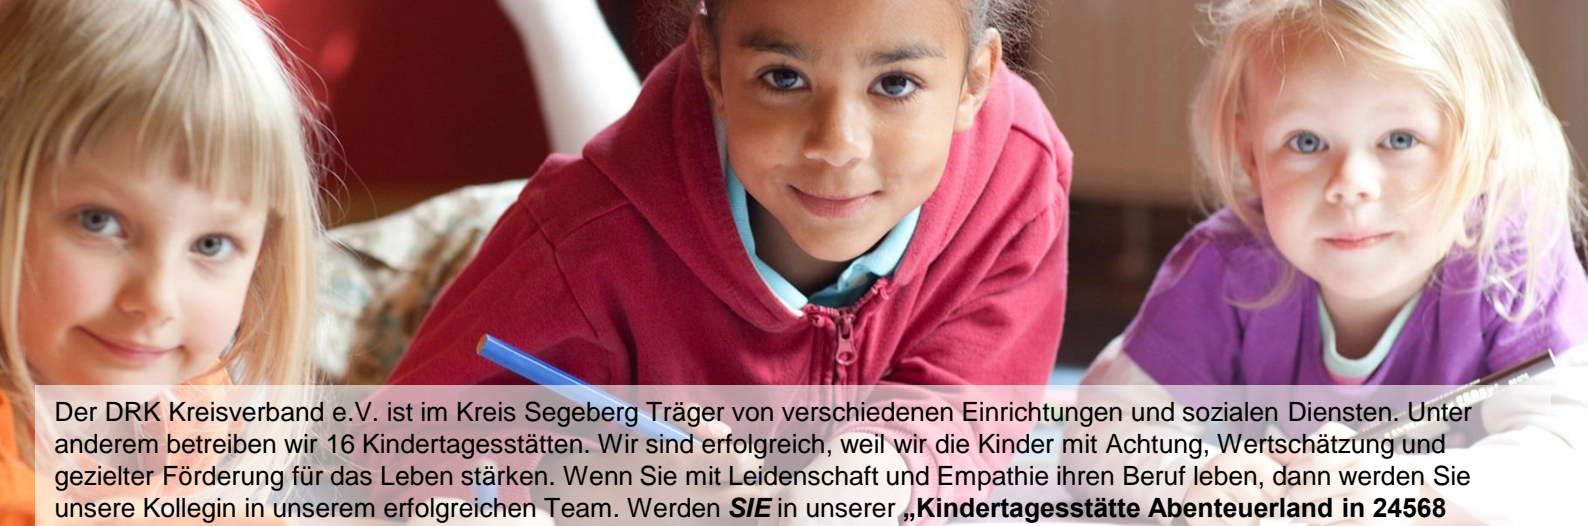 Der DRK Kreisverband e.V. ist im Kreis Segeberg Träger von verschiedenen Einrichtungen und sozialen Diensten. Unter
anderem betreiben wir 16 Kindertagesstätten. Wir sind erfolgreich, weil wir die Kinder mit Achtung, Wertschätzung und
gezielter Förderung für das Leben stärken. Wenn Sie mit Leidenschaft und Empathie ihren Beruf leben, dann werden Sie
unsere Kollegin in unserem erfolgreichen Team. Werden SIE in unserer „Kindertagesstätte Abenteuerland in 24568